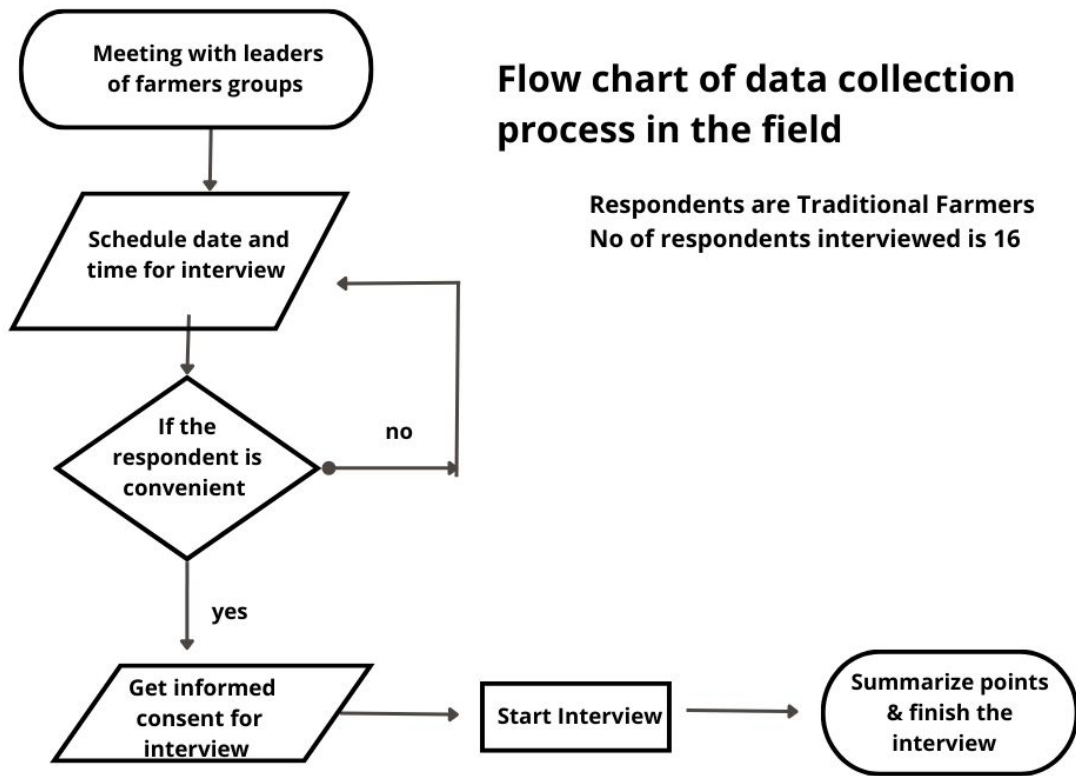 Meeting with leaders
of farmers groups
Flow chart of data collection
process in the field
Respondents are Traditional Farmers
No of respondents interviewed is 16
Schedule date and
time for interview
If the
respondent is
convenient
no
yes
Get informed
consent for
interview
Start Interview
Summarize points
& finish the
interview